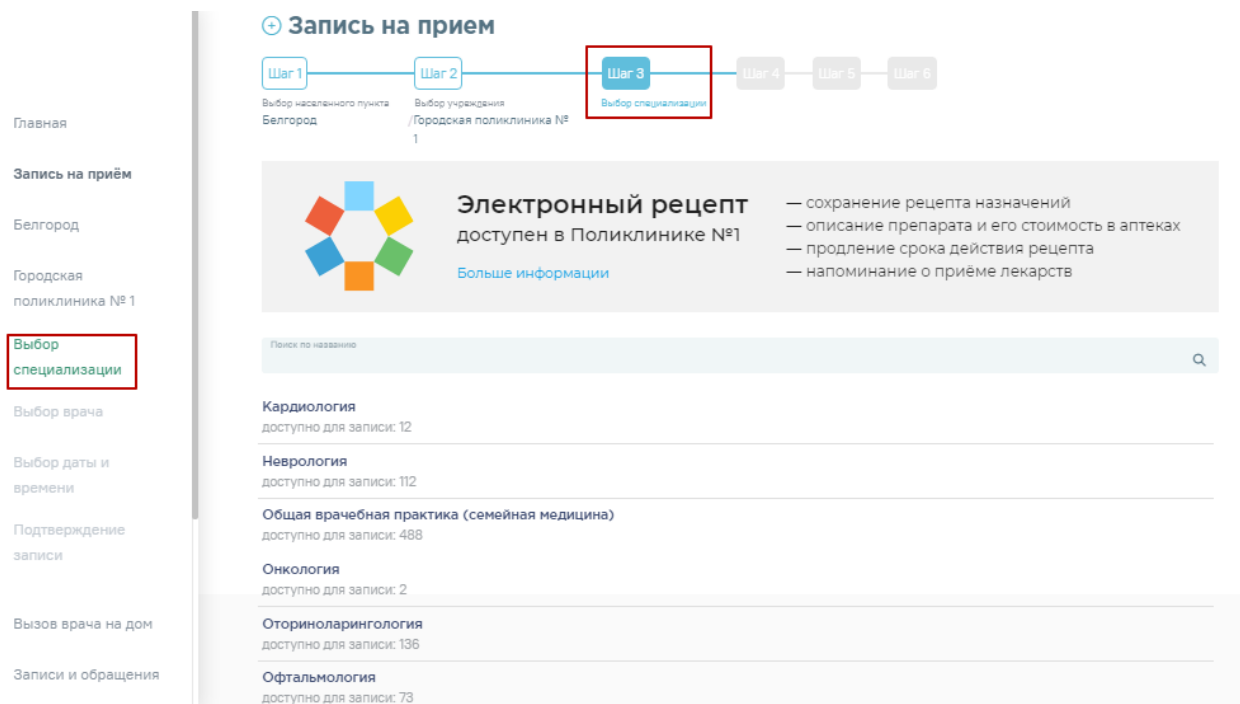 Запись на прием
Шаг 1
Шаг 2
Шаг 3
Шаг 4
Шаг 5
Шаг 6
Выбор населенного пункта
Белгород
Выбор учреждения
/Городская поликлиника №
1
Выбор специализации
Главная
Запись на приём
Белгород
Городская
поликлиника № 1
Выбор
специализации
Выбор врача
Выбор даты и
времени
Подтверждение
записи
Вызов врача на дом
Записи и обращения
Электронный рецепт
доступен в Поликлинике №1
Больше информации
— сохранение рецепта назначений
— описание препарата и его стоимость в аптеках
— продление срока действия рецепта
— напоминание о приёме лекарств
Поиск по названию
Кардиология
доступно для записи: 12
Неврология
доступно для записи: 112
Общая врачебная практика (семейная медицина)
доступно для записи: 488
Онкология
доступно для записи: 2
Оториноларингология
доступно для записи: 136
Офтальмология
доступно для записи: 73